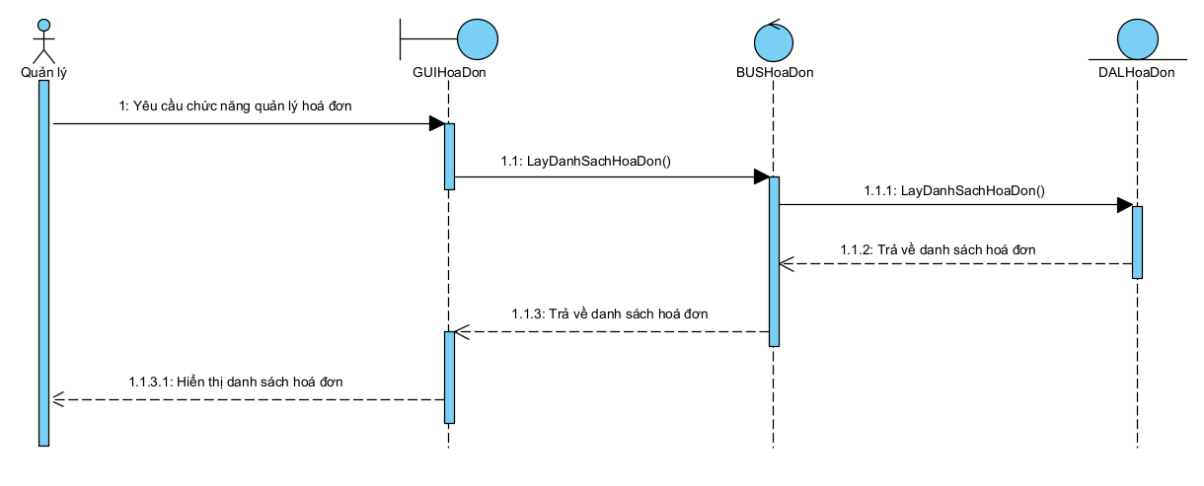 Quản lý
GUIHoaDon
BUSHoaDon
DALHoaDon
1: Yêu cầu chức năng quản lý hoá đơn
1.1: LayDanhSachHoaDon()
1.1.1: LayDanhSachHoaDon()
1.1.2: Trả về danh sách hoá đơn
1.1.3: Trả về danh sách hoá đơn
1.1.3.1: Hiển thị danh sách hoá đơn